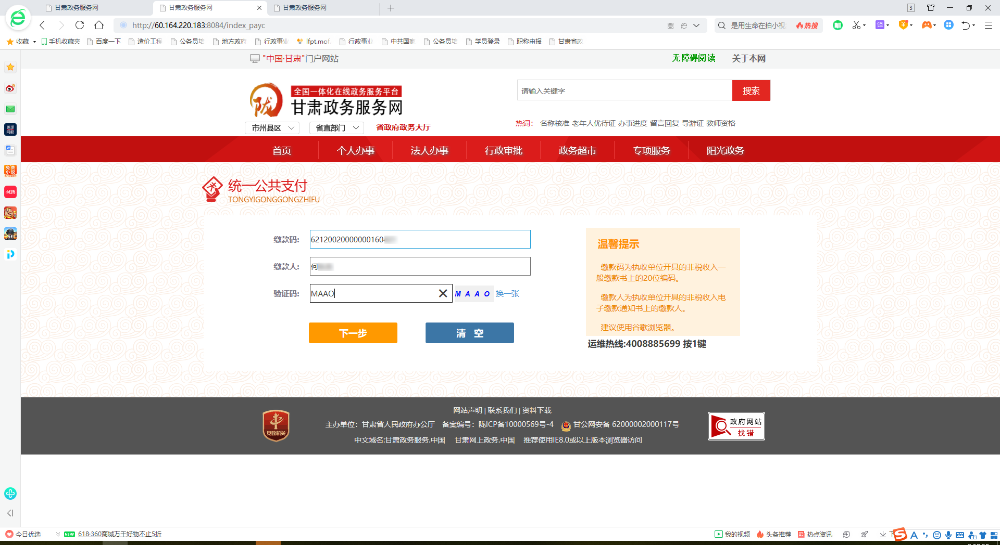 甘肃政务服务网
甘肃政务服务网
甘肃政务服务网
3
http://60.164.220.183:8084/index_payc
是用生命在拍小视
热搜
译
收藏
手机收藏夹
百度一下
造价工程
公务员培
地方政府
行政事业
lfpt.mof.
行政事业
中共国家
公务员培
学员登录
职称申报
甘肃省政
"中国·甘肃"门户网站
无障碍阅读
关于本网
陇
全国一体化在线政务服务平台
甘肃政务服务网
请输入关键字
搜索
市州县区
省直部门
省政府政务大厅
热词： 名称核准 老年人优待证 办事进度 留言回复 导游证 教师资格
首页
个人办事
法人办事
行政审批
政务超市
专项服务
阳光政务
统一公共支付
TONGYIGONGGONGZHIFU
缴款码:
621200200000001604
缴款人:
何
验证码:
MAAO
M A A O
换一张
下一步
清 空
温馨提示
缴款码为执收单位开具的非税收入一
般缴款书上的20位编码。
缴款人为执收单位开具的非税收入电
子缴款通知书上的缴款人。
建议使用谷歌浏览器。
运维热线:4008885699 按1键
党政机关
网站声明 | 联系我们 | 资料下载
主办单位：甘肃省人民政府办公厅 备案编号：陇ICP备10000569号-4 甘公网安备 62000002000117号
中文域名:甘肃政务服务.中国 甘肃网上政务.中国 推荐使用IE8.0或以上版本浏览器访问
政府网站
找错
免费
小说
小红书
今日优选
NEW
618·360商城万千好物不止5折
我的视频
头条推荐
热点资讯
下